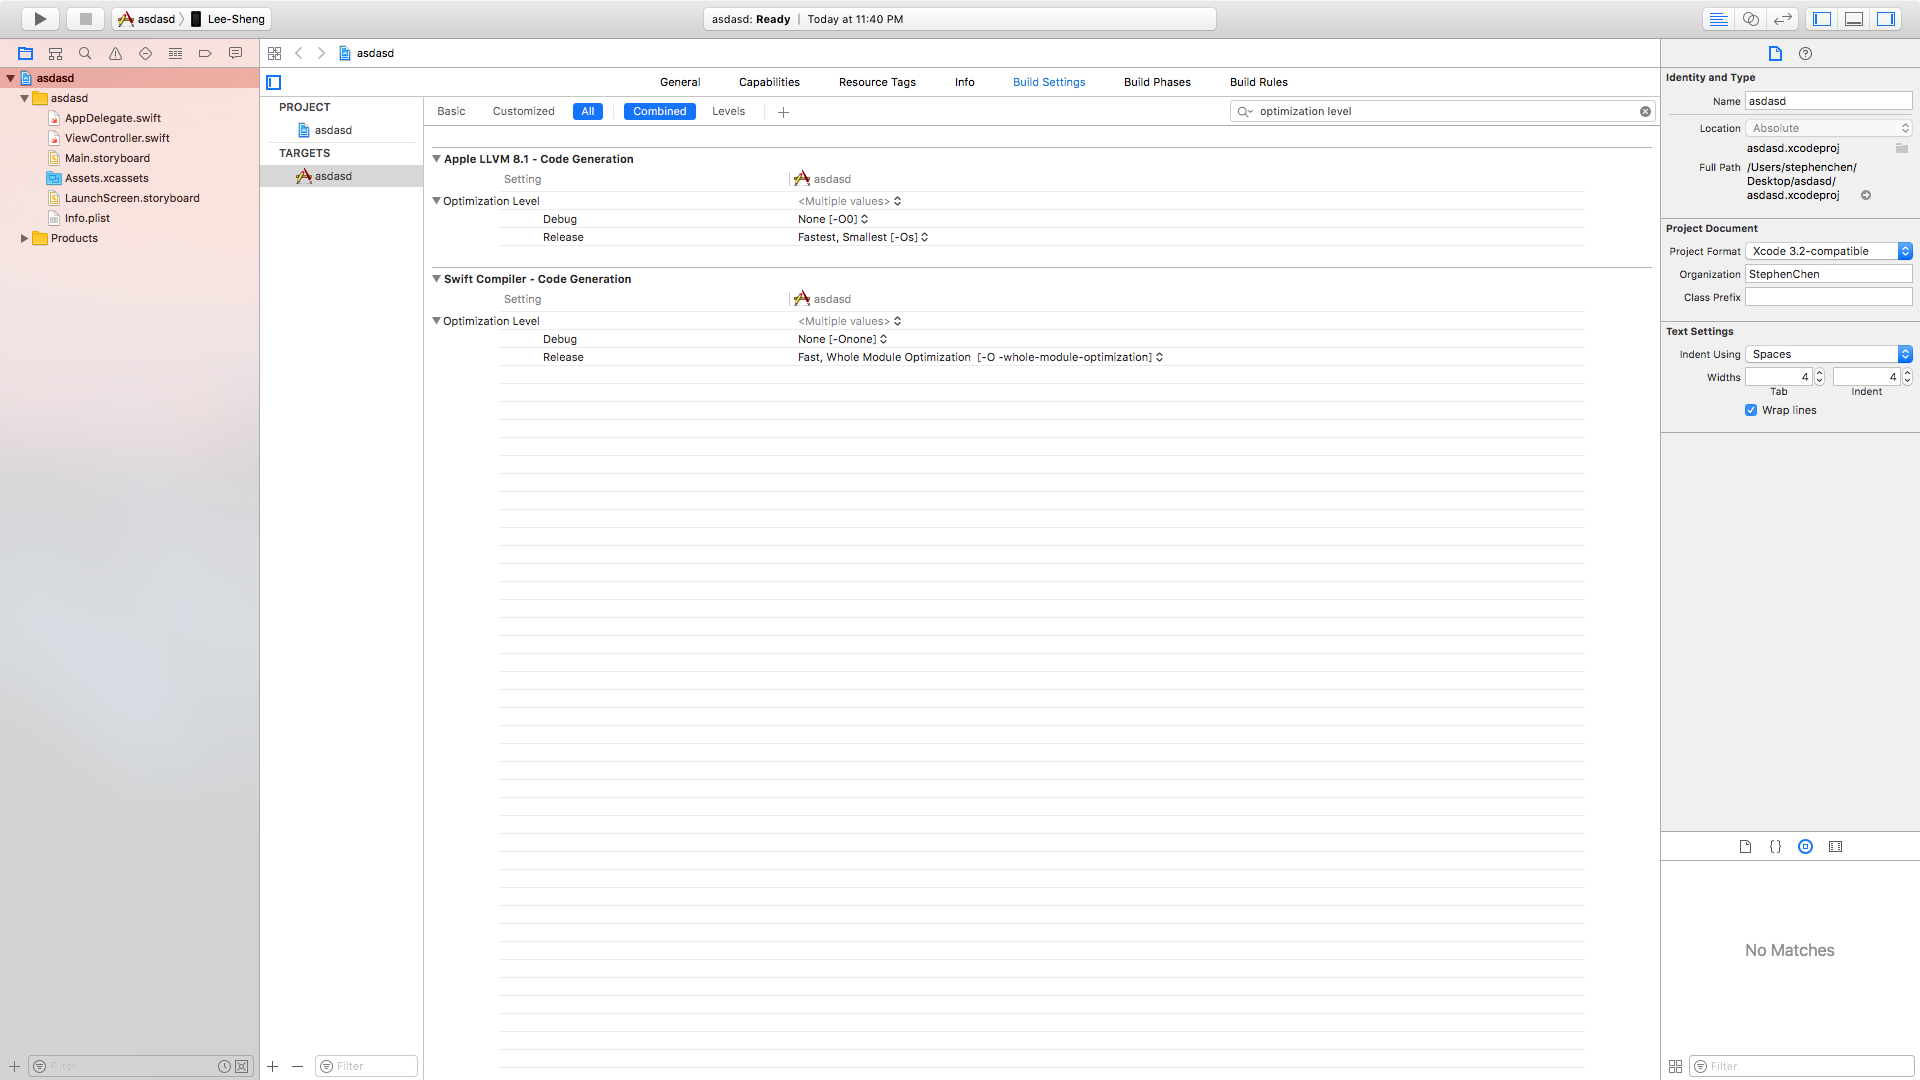 asdasd Lee-Sheng
asdasd: Ready | Today at 11:40 PM
asdasd
asdasd
AppDelegate.swift
ViewController.swift
Main.storyboard
Assets.xcassets
LaunchScreen.storyboard
Info.plist
Products
Filter
asdasd
General Capabilities Resource Tags Info Build Settings Build Phases Build Rules
PROJECT
asdasd
TARGETS
asdasd
Filter
Basic Customized All Combined Levels optimization level
Apple LLVM 8.1 - Code Generation
Setting asdasd
Optimization Level <Multiple values>
Debug None [-O0]
Release Fastest, Smallest [-Os]
Swift Compiler - Code Generation
Setting asdasd
Optimization Level <Multiple values>
Debug None [-Onone]
Release Fast, Whole Module Optimization [-O -whole-module-optimization]
Identity and Type
Name asdasd
Location Absolute
asdasd.xcodeproj
Full Path /Users/stephenchen/
Desktop/asdasd/
asdasd.xcodeproj
Project Document
Project Format Xcode 3.2-compatible
Organization StephenChen
Class Prefix
Text Settings
Indent Using Spaces
Widths 4 4
Tab Indent
Wrap lines
{}
No Matches
Filter